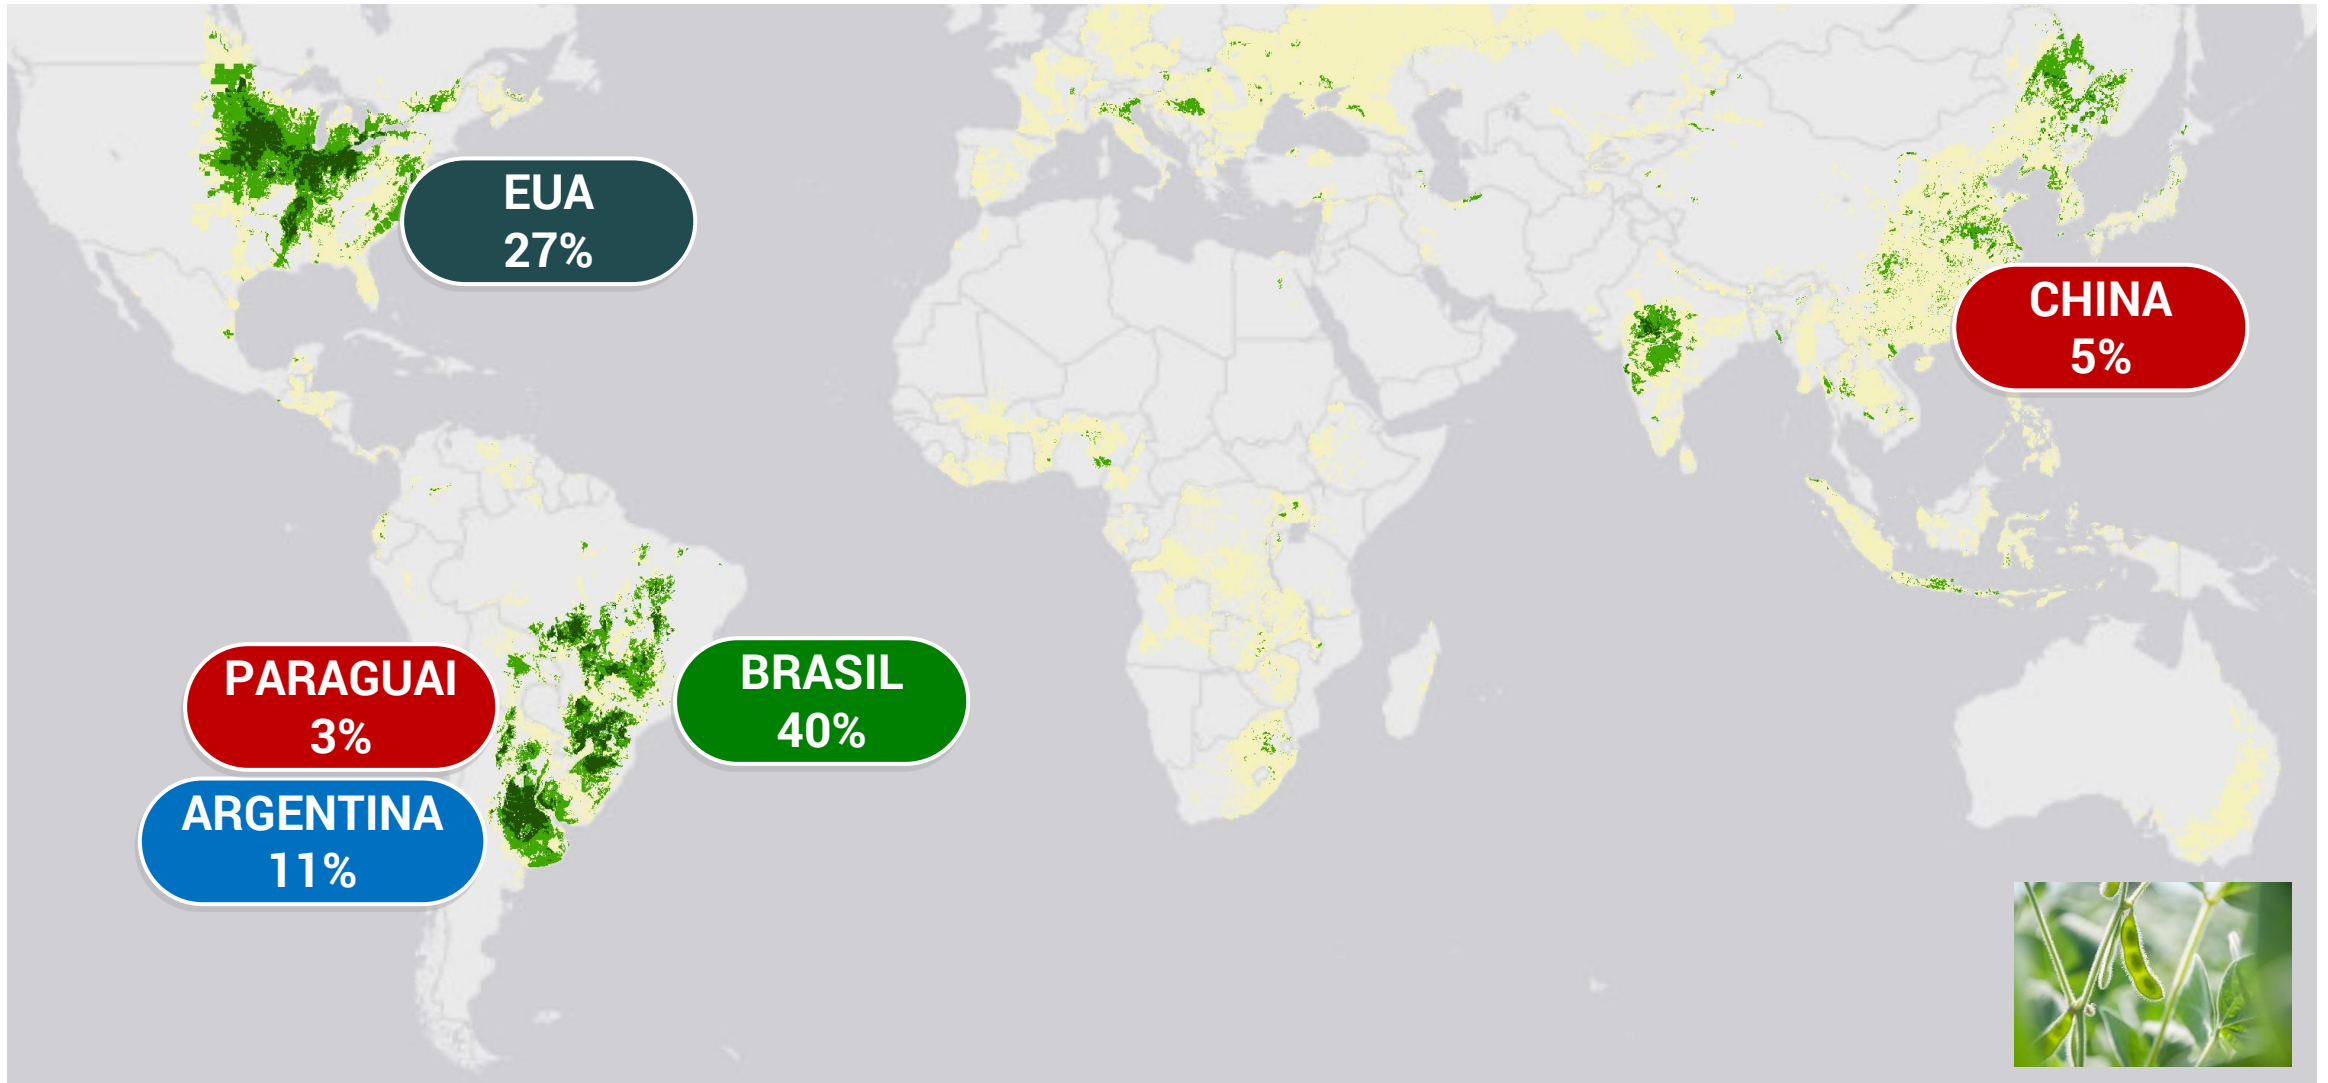 EUA
27%
CHINA
5%
PARAGUAI
3%
BRASIL
40%
ARGENTINA
11%